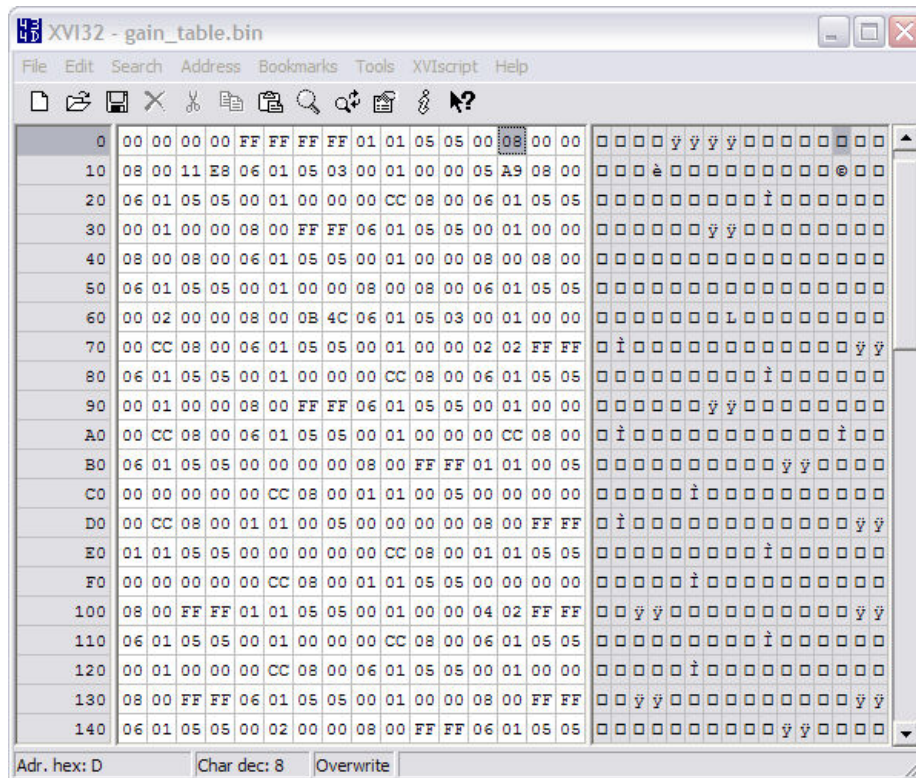 XVI32 - gain_table.bin
File Edit Search Address Bookmarks Tools XVIscript Help
0 00 00 00 00 FF FF FF FF 01 01 05 05 00 08 00 00 □□□□ÿÿÿÿ□□□□□□□□
10 08 00 11 E8 06 01 05 03 00 01 00 00 05 A9 08 00 □□□è□□□□□□□□□©□□
20 06 01 05 05 00 01 00 00 00 CC 08 00 06 01 05 05 □□□□□□□□□Ì□□□□□□
30 00 01 00 00 08 00 FF FF 06 01 05 05 00 01 00 00 □□□□□□ÿÿ□□□□□□□□
40 08 00 08 00 06 01 05 05 00 01 00 00 08 00 08 00 □□□□□□□□□□□□□□□□
50 06 01 05 05 00 01 00 00 08 00 08 00 06 01 05 05 □□□□□□□□□□□□□□□□
60 00 02 00 00 08 00 0B 4C 06 01 05 03 00 01 00 00 □□□□□□□L□□□□□□□□
70 00 CC 08 00 06 01 05 05 00 01 00 00 02 02 FF FF □Ì□□□□□□□□□□□□ÿÿ
80 06 01 05 05 00 01 00 00 00 CC 08 00 06 01 05 05 □□□□□□□□□Ì□□□□□□
90 00 01 00 00 08 00 FF FF 06 01 05 05 00 01 00 00 □□□□□□ÿÿ□□□□□□□□
A0 00 CC 08 00 06 01 05 05 00 01 00 00 00 CC 08 00 □Ì□□□□□□□□□□□Ì□□
B0 06 01 05 05 00 00 00 00 08 00 FF FF 01 01 00 05 □□□□□□□□□□ÿÿ□□□□
C0 00 00 00 00 00 CC 08 00 01 01 00 05 00 00 00 00 □□□□□Ì□□□□□□□□□□
D0 00 CC 08 00 01 01 00 05 00 00 00 00 08 00 FF FF □Ì□□□□□□□□□□□□ÿÿ
E0 01 01 05 05 00 00 00 00 00 CC 08 00 01 01 05 05 □□□□□□□□□Ì□□□□□□
F0 00 00 00 00 00 CC 08 00 01 01 05 05 00 00 00 00 □□□□□Ì□□□□□□□□□□
100 08 00 FF FF 01 01 05 05 00 01 00 00 04 02 FF FF □□ÿÿ□□□□□□□□□□ÿÿ
110 06 01 05 05 00 01 00 00 00 CC 08 00 06 01 05 05 □□□□□□□□□Ì□□□□□□
120 00 01 00 00 00 CC 08 00 06 01 05 05 00 01 00 00 □□□□□Ì□□□□□□□□□□
130 08 00 FF FF 06 01 05 05 00 01 00 00 08 00 FF FF □□ÿÿ□□□□□□□□□□ÿÿ
140 06 01 05 05 00 02 00 00 08 00 FF FF 06 01 05 05 □□□□□□□□□□ÿÿ□□□□
Adr. hex: D Char dec: 8 Overwrite